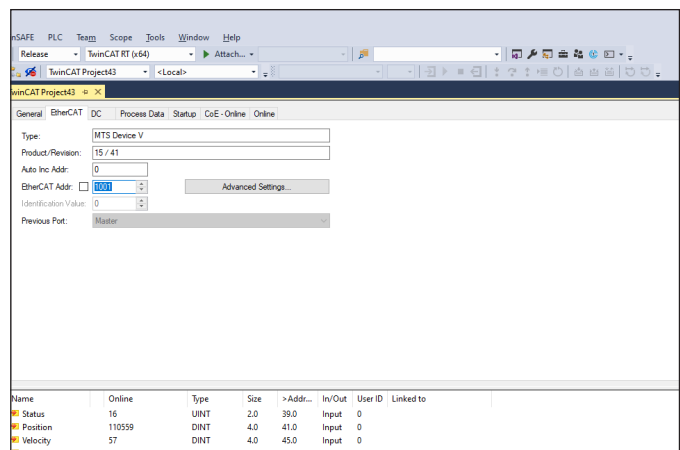 nSAFE PLC Team Scope Tools Window Help
Release TwinCAT RT (x64) Attach...
TwinCAT Project43 <Local>
winCAT Project43
General EtherCAT DC Process Data Startup CoE - Online Online
Type: MTS Device V
Product/Revision: 15 / 41
Auto Inc Addr: 0
EtherCAT Addr: 1001 Advanced Settings...
Identification Value: 0
Previous Port: Master
Name Online Type Size >Addr... In/Out User ID Linked to
Status 16 UINT 2.0 39.0 Input 0
Position 110559 DINT 4.0 41.0 Input 0
Velocity 57 DINT 4.0 45.0 Input 0